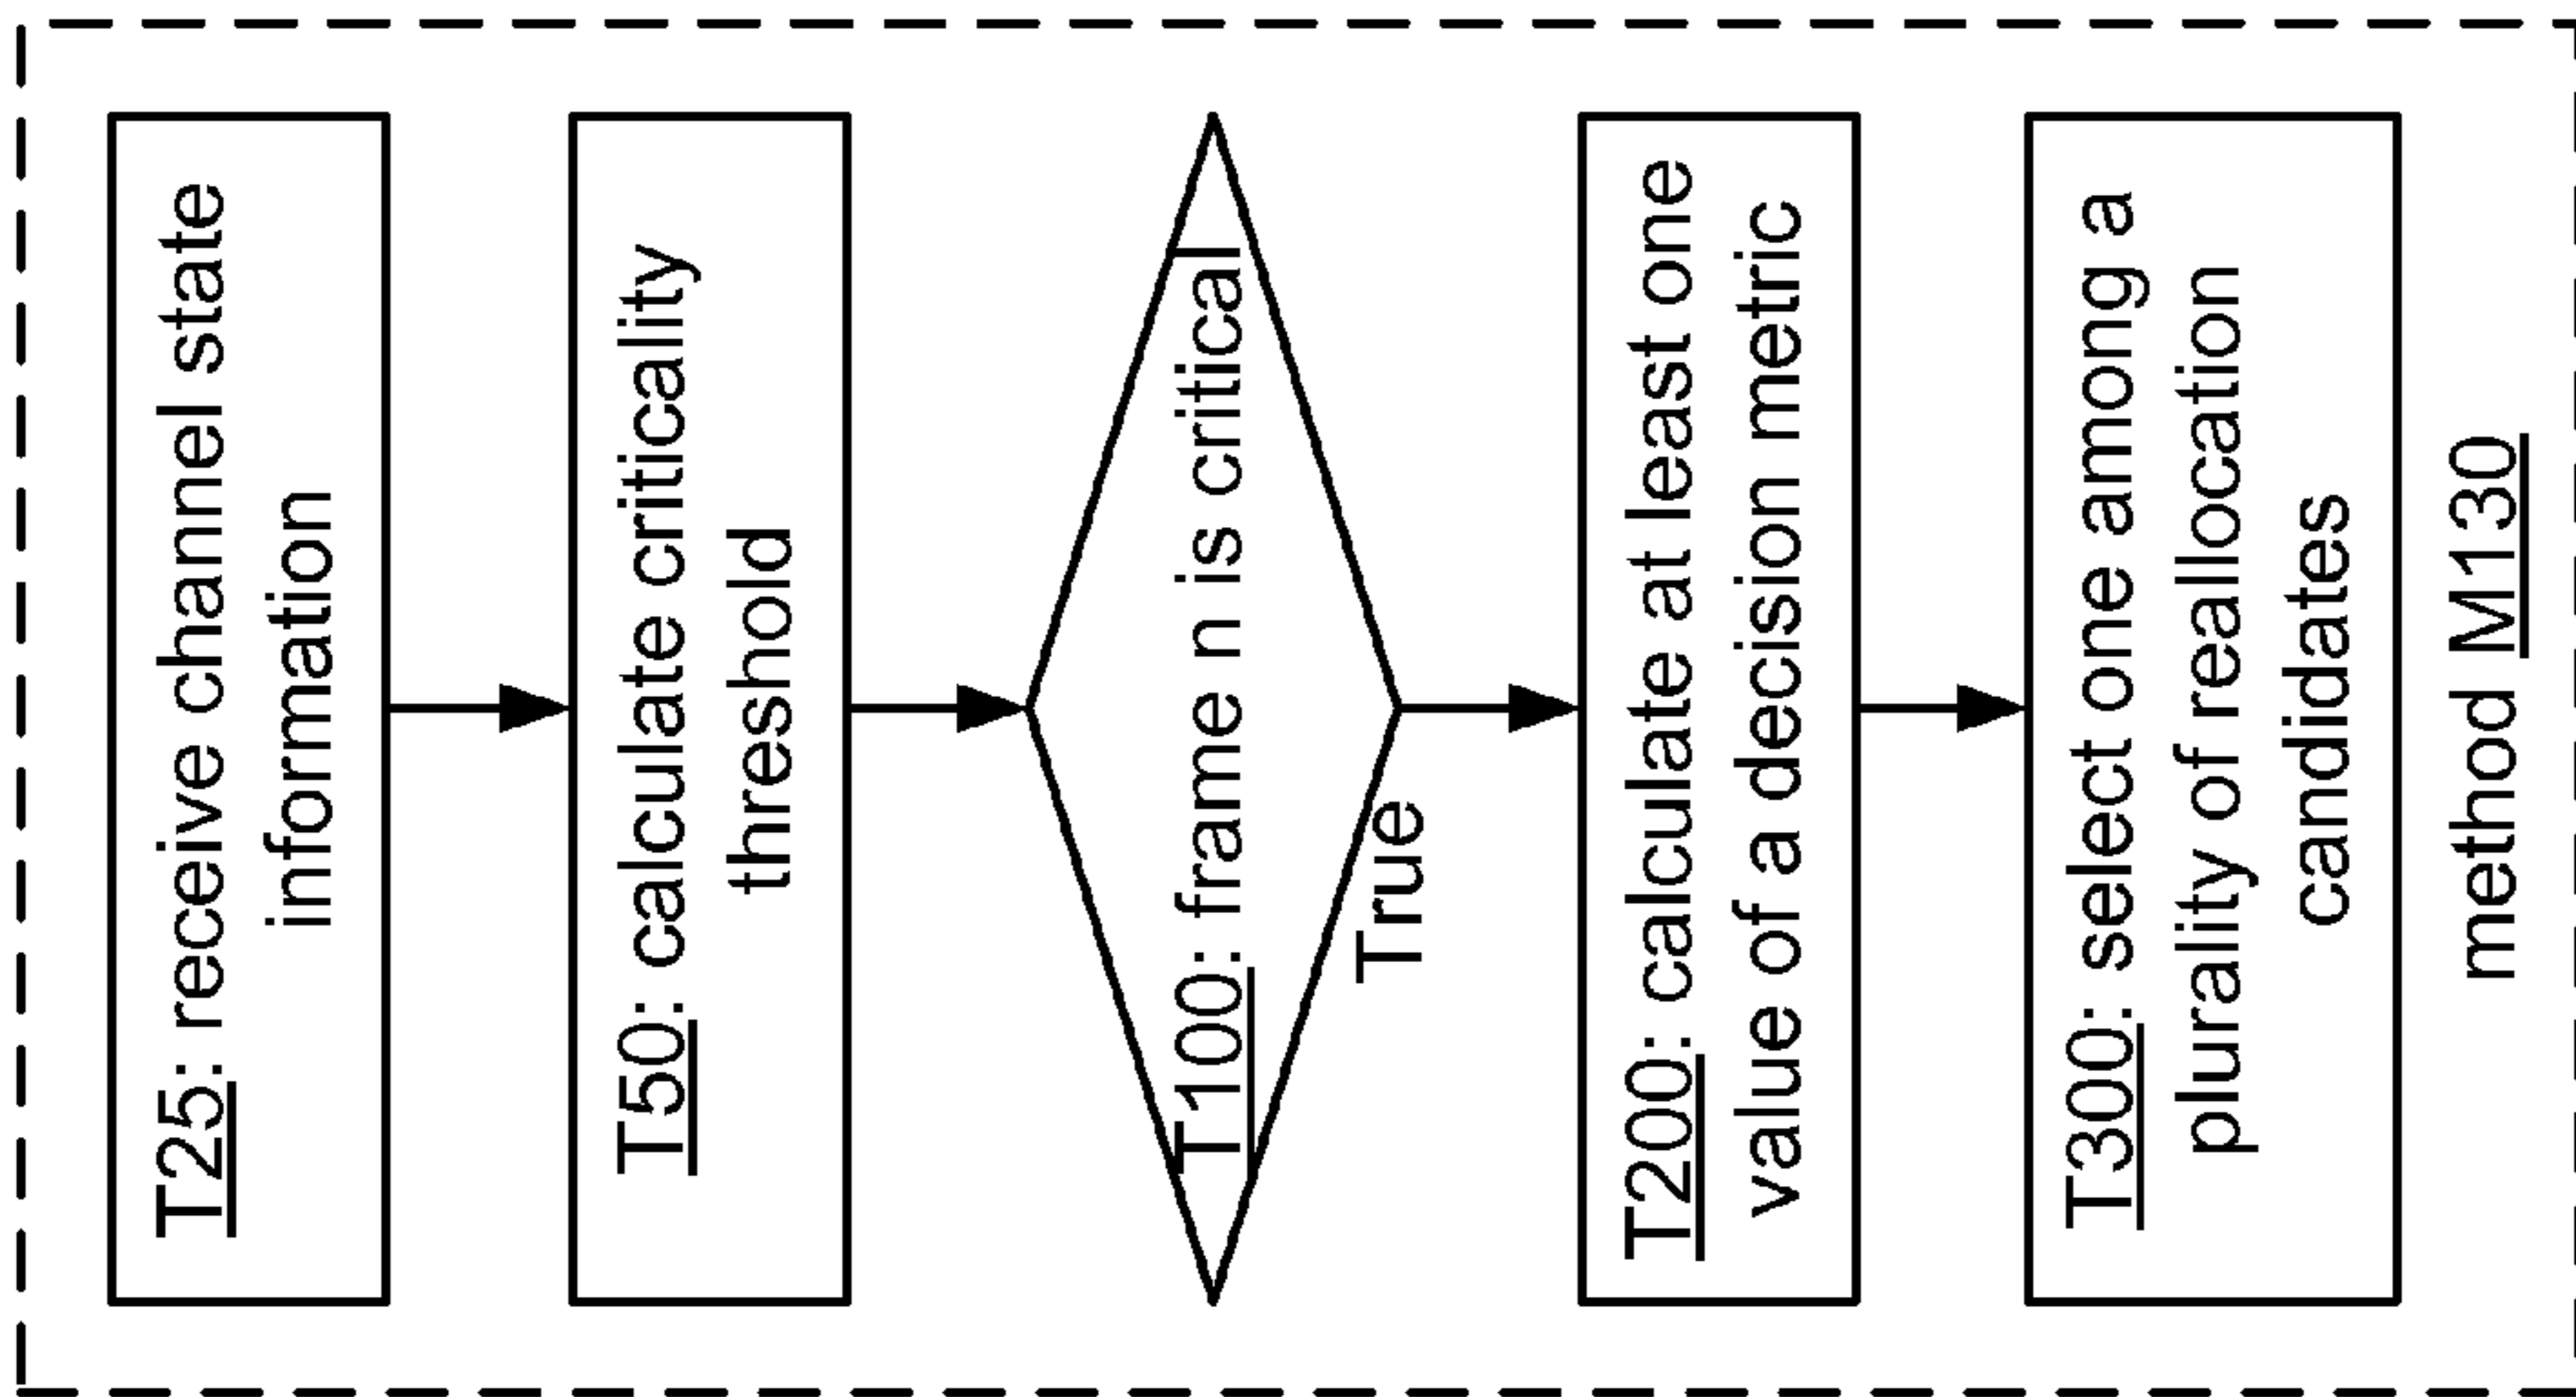 T25: receive channel state
information
T50: calculate criticality
threshold
T100: frame n is critical
True
T200: calculate at least one
value of a decision metric
T300: select one among a
plurality of reallocation
candidates
method M130